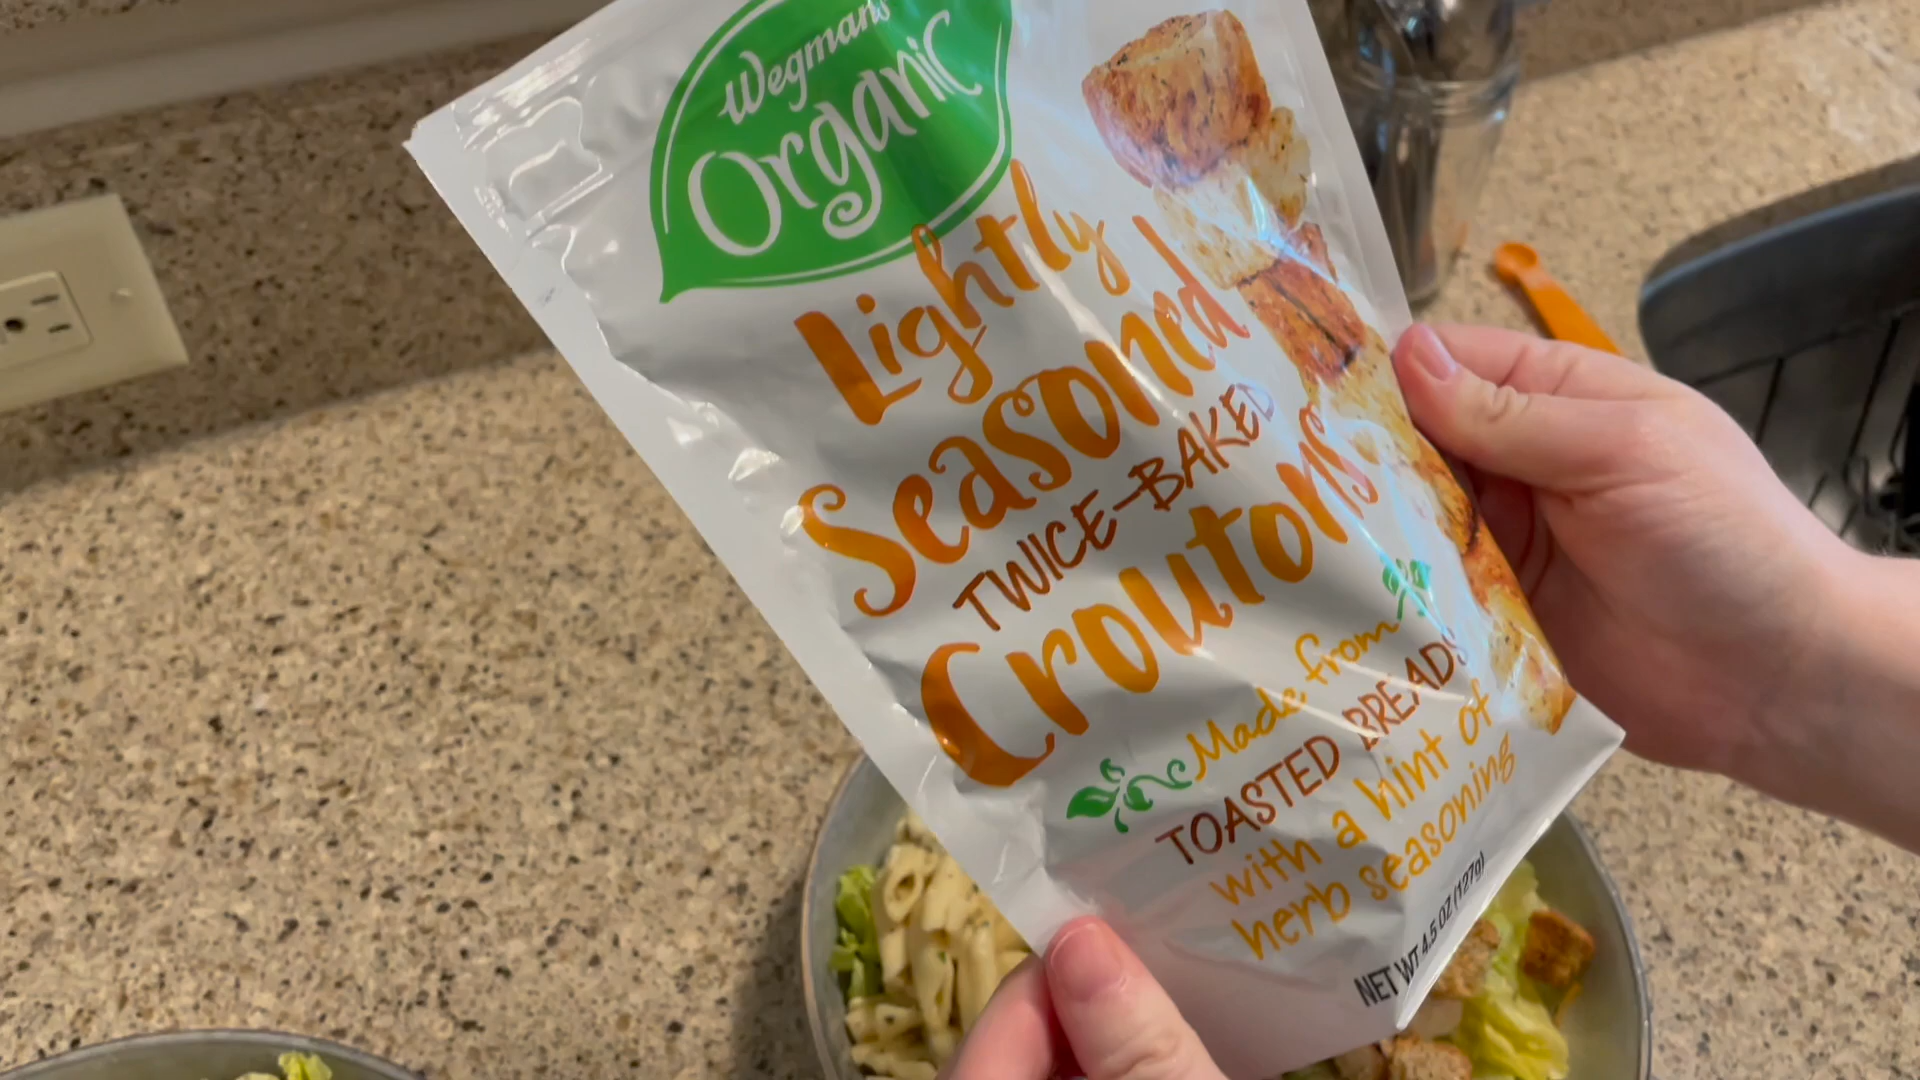 Wegmans
Organic
Lightly
Seasoned
TWICE-BAKED
Croutons
Made from
TOASTED BREADS
with a hint of
herb seasoning
NET WT 4.5 OZ (127g)